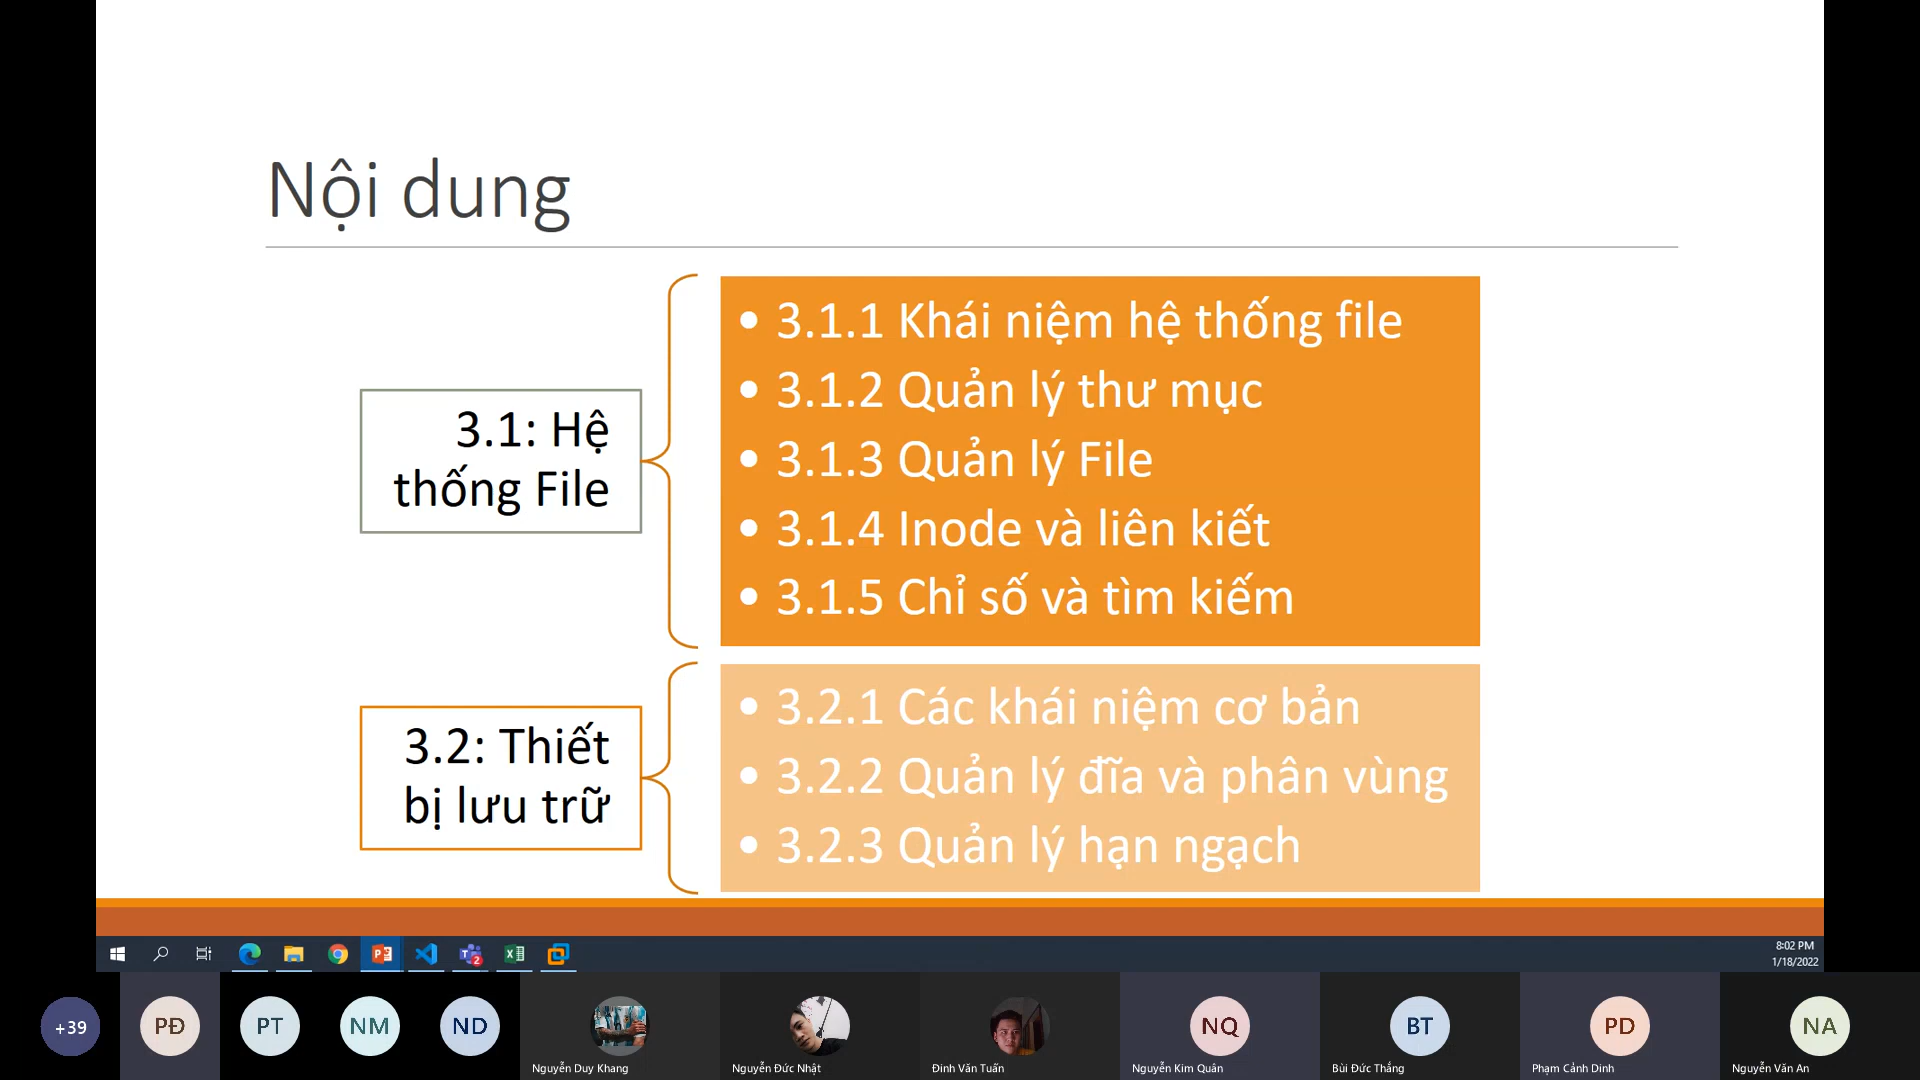 Nội dung
3.1: Hệ
thống File
• 3.1.1 Khái niệm hệ thống file
• 3.1.2 Quản lý thư mục
• 3.1.3 Quản lý File
• 3.1.4 Inode và liên kiết
• 3.1.5 Chỉ số và tìm kiếm
3.2: Thiết
bị lưu trữ
• 3.2.1 Các khái niệm cơ bản
• 3.2.2 Quản lý đĩa và phân vùng
• 3.2.3 Quản lý hạn ngạch
8:02 PM
1/18/2022
+39
PĐ
PT
NM
ND
NQ
BT
PD
NA
Nguyễn Duy Khang
Nguyễn Đức Nhật
Đinh Văn Tuấn
Nguyễn Kim Quân
Bùi Đức Thắng
Phạm Cảnh Dinh
Nguyễn Văn An